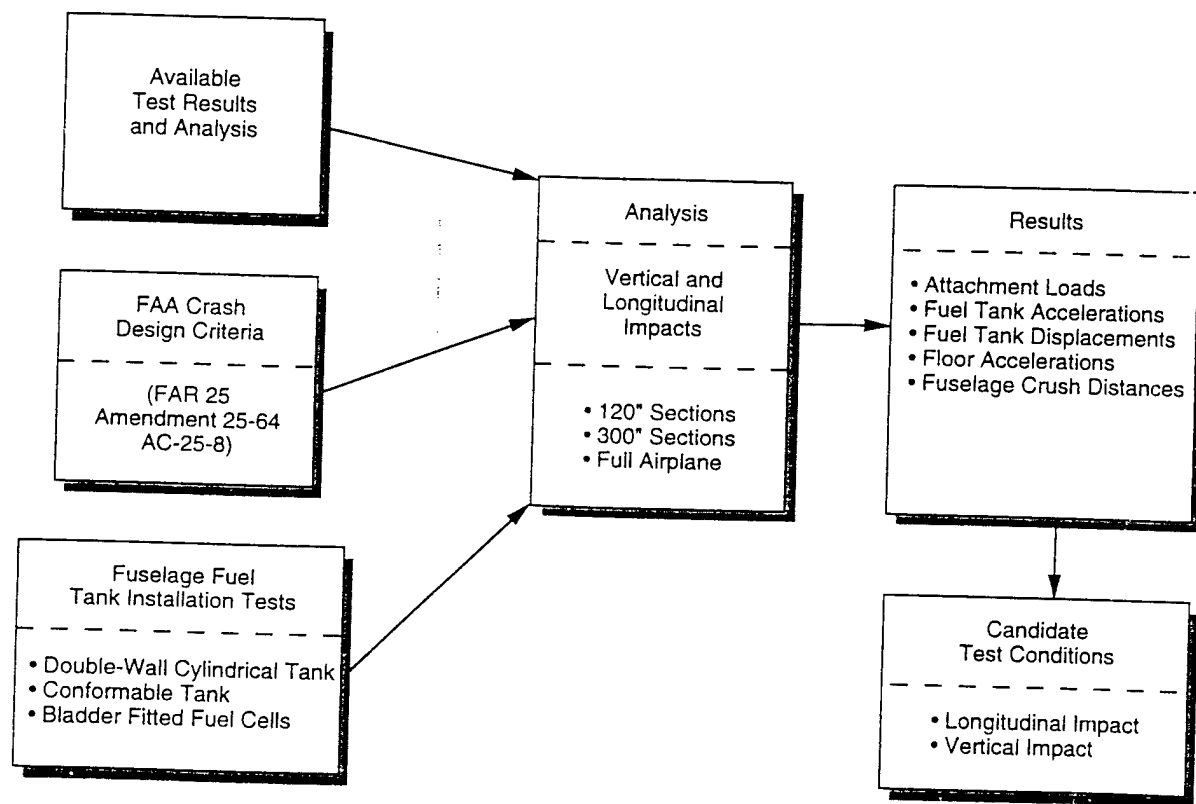 Available
Test Results
and Analysis
FAA Crash
Design Criteria
(FAR 25
Amendment 25-64
AC-25-8)
Fuselage Fuel
Tank Installation Tests
• Double-Wall Cylindrical Tank
• Conformable Tank
• Bladder Fitted Fuel Cells
Analysis
Vertical and
Longitudinal
Impacts
• 120" Sections
• 300" Sections
• Full Airplane
Results
• Attachment Loads
• Fuel Tank Accelerations
• Fuel Tank Displacements
• Floor Accelerations
• Fuselage Crush Distances
Candidate
Test Conditions
• Longitudinal Impact
• Vertical Impact